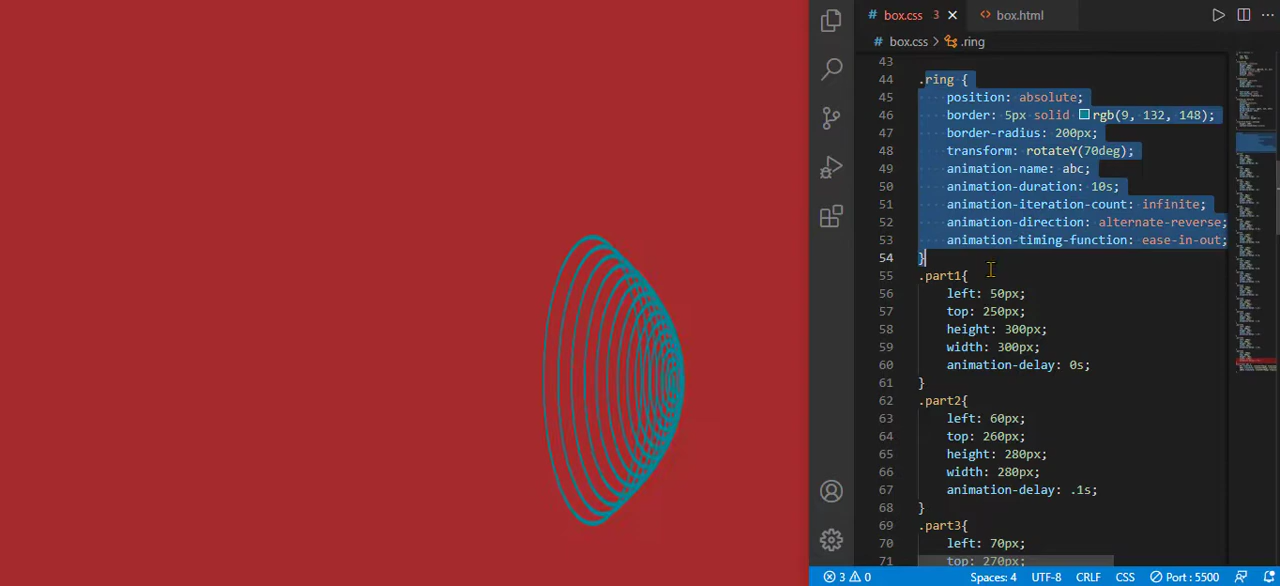 # box.css 3 × <> box.html
# box.css > .ring
43
44 .ring {
45 position: absolute;
46 border: 5px solid rgb(9, 132, 148);
47 border-radius: 200px;
48 transform: rotateY(70deg);
49 animation-name: abc;
50 animation-duration: 10s;
51 animation-iteration-count: infinite;
52 animation-direction: alternate-reverse;
53 animation-timing-function: ease-in-out;
54 }
55 .part1{
56 left: 50px;
57 top: 250px;
58 height: 300px;
59 width: 300px;
60 animation-delay: 0s;
61 }
62 .part2{
63 left: 60px;
64 top: 260px;
65 height: 280px;
66 width: 280px;
67 animation-delay: .1s;
68 }
69 .part3{
70 left: 70px;
71 top: 270px;
3 0 Spaces: 4 UTF-8 CRLF CSS Port : 5500